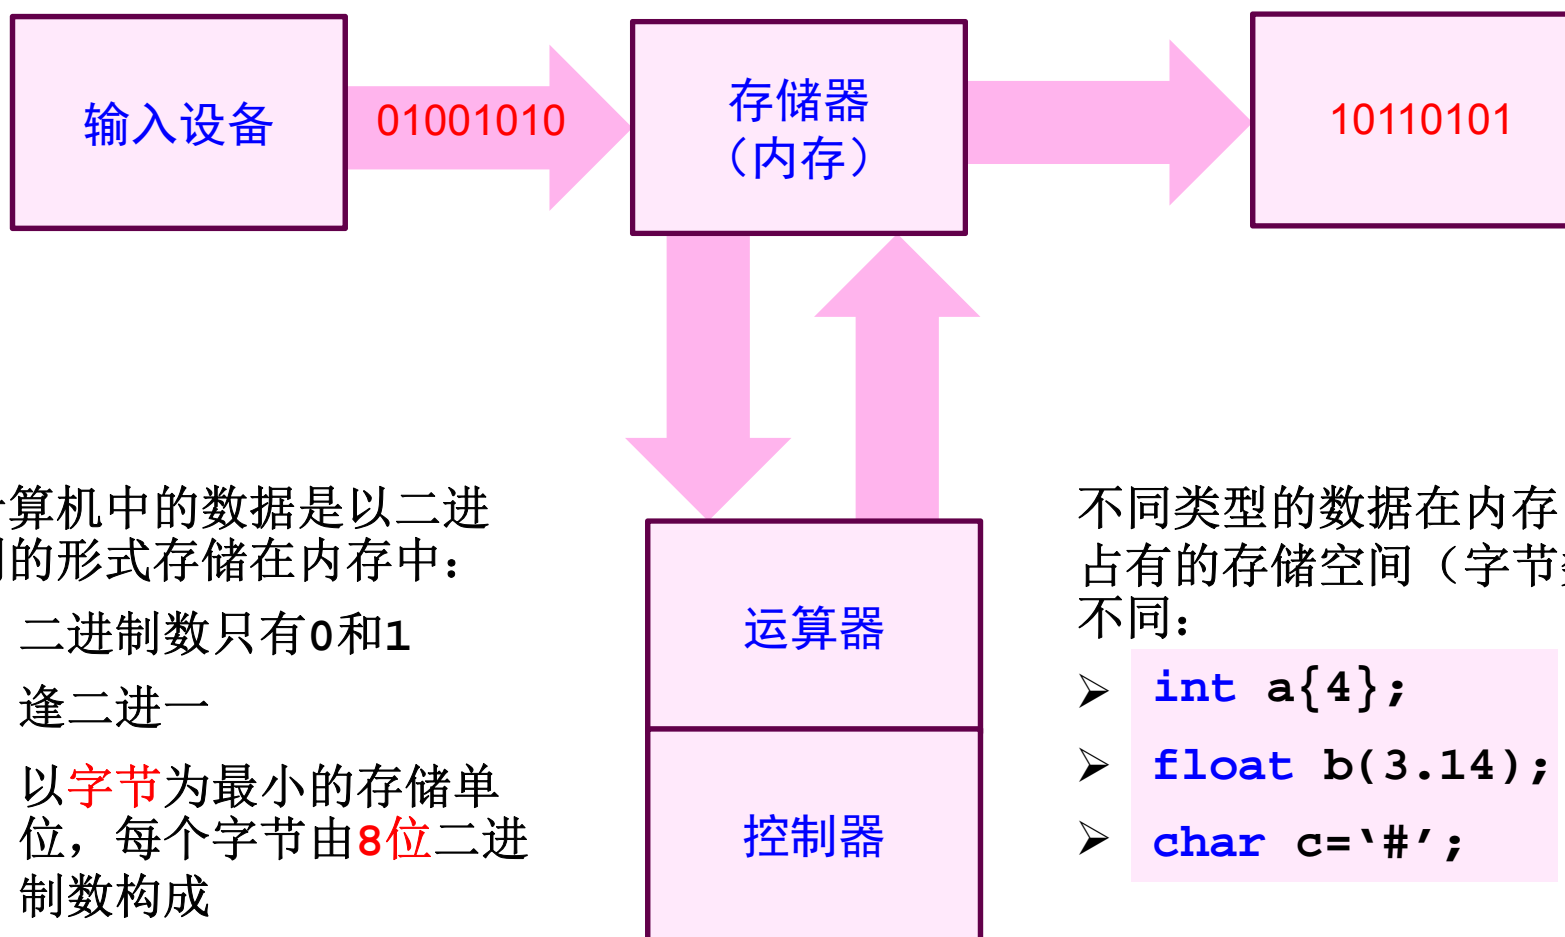 输入设备
01001010
存储器
（内存）
10110101
算机中的数据是以二进
的形式存储在内存中：
二进制数只有0和1
逢二进一
以字节为最小的存储单
位，每个字节由8位二进
制数构成
运算器
控制器
不同类型的数据在内存
占有的存储空间（字节
不同：
➢ int a{4};
➢ float b(3.14);
➢ char c=‘#’;